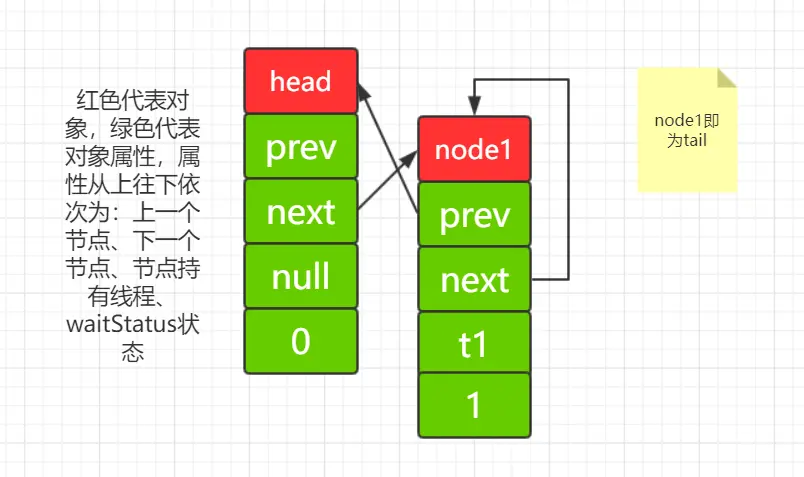 红色代表对
象，绿色代表
对象属性，属
性从上往下依
次为：上一个
节点、下一个
节点、节点持
有线程、
waitStatus状
态
head
prev
next
null
0
node1
prev
next
t1
1
node1即
为tail